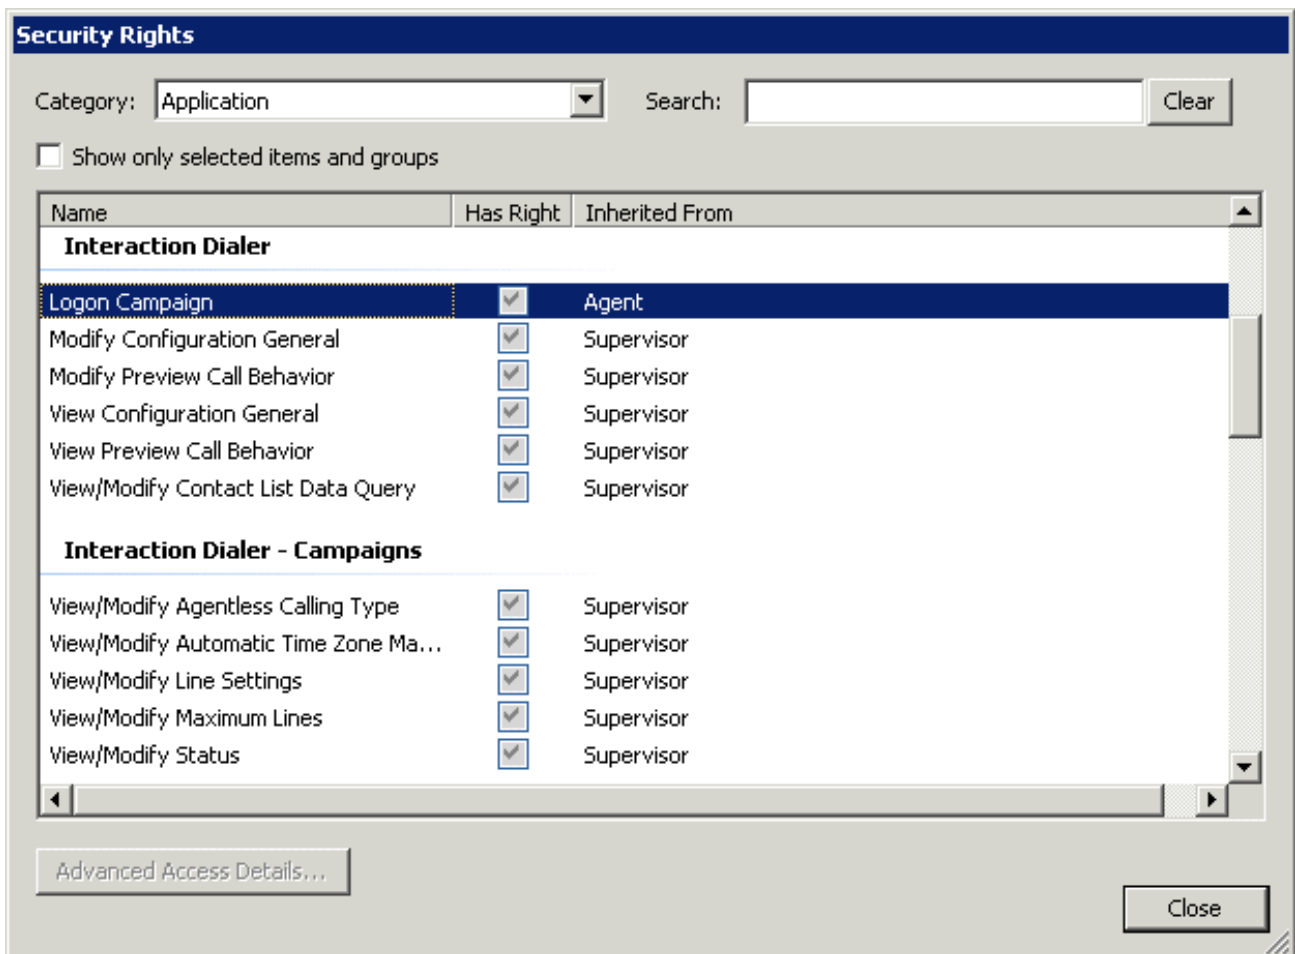 Security Rights
Category: Application Search: Clear
Show only selected items and groups
Name Has Right Inherited From
Interaction Dialer
Logon Campaign Agent
Modify Configuration General Supervisor
Modify Preview Call Behavior Supervisor
View Configuration General Supervisor
View Preview Call Behavior Supervisor
View/Modify Contact List Data Query Supervisor
Interaction Dialer - Campaigns
View/Modify Agentless Calling Type Supervisor
View/Modify Automatic Time Zone Ma... Supervisor
View/Modify Line Settings Supervisor
View/Modify Maximum Lines Supervisor
View/Modify Status Supervisor
Advanced Access Details...
Close